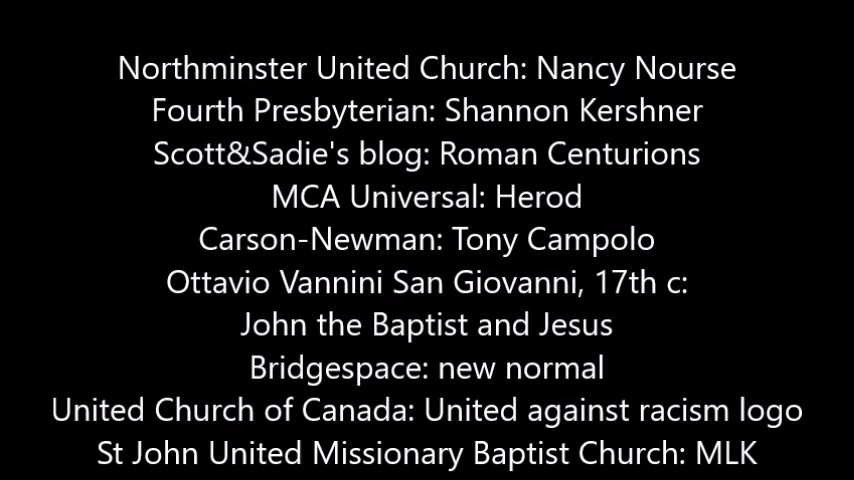 Northminster United Church: Nancy Nourse
Fourth Presbyterian: Shannon Kershner
Scott&Sadie's blog: Roman Centurions
MCA Universal: Herod
Carson-Newman: Tony Campolo
Ottavio Vannini San Giovanni, 17th c:
John the Baptist and Jesus
Bridgespace: new normal
United Church of Canada: United against racism logo
St John United Missionary Baptist Church: MLK